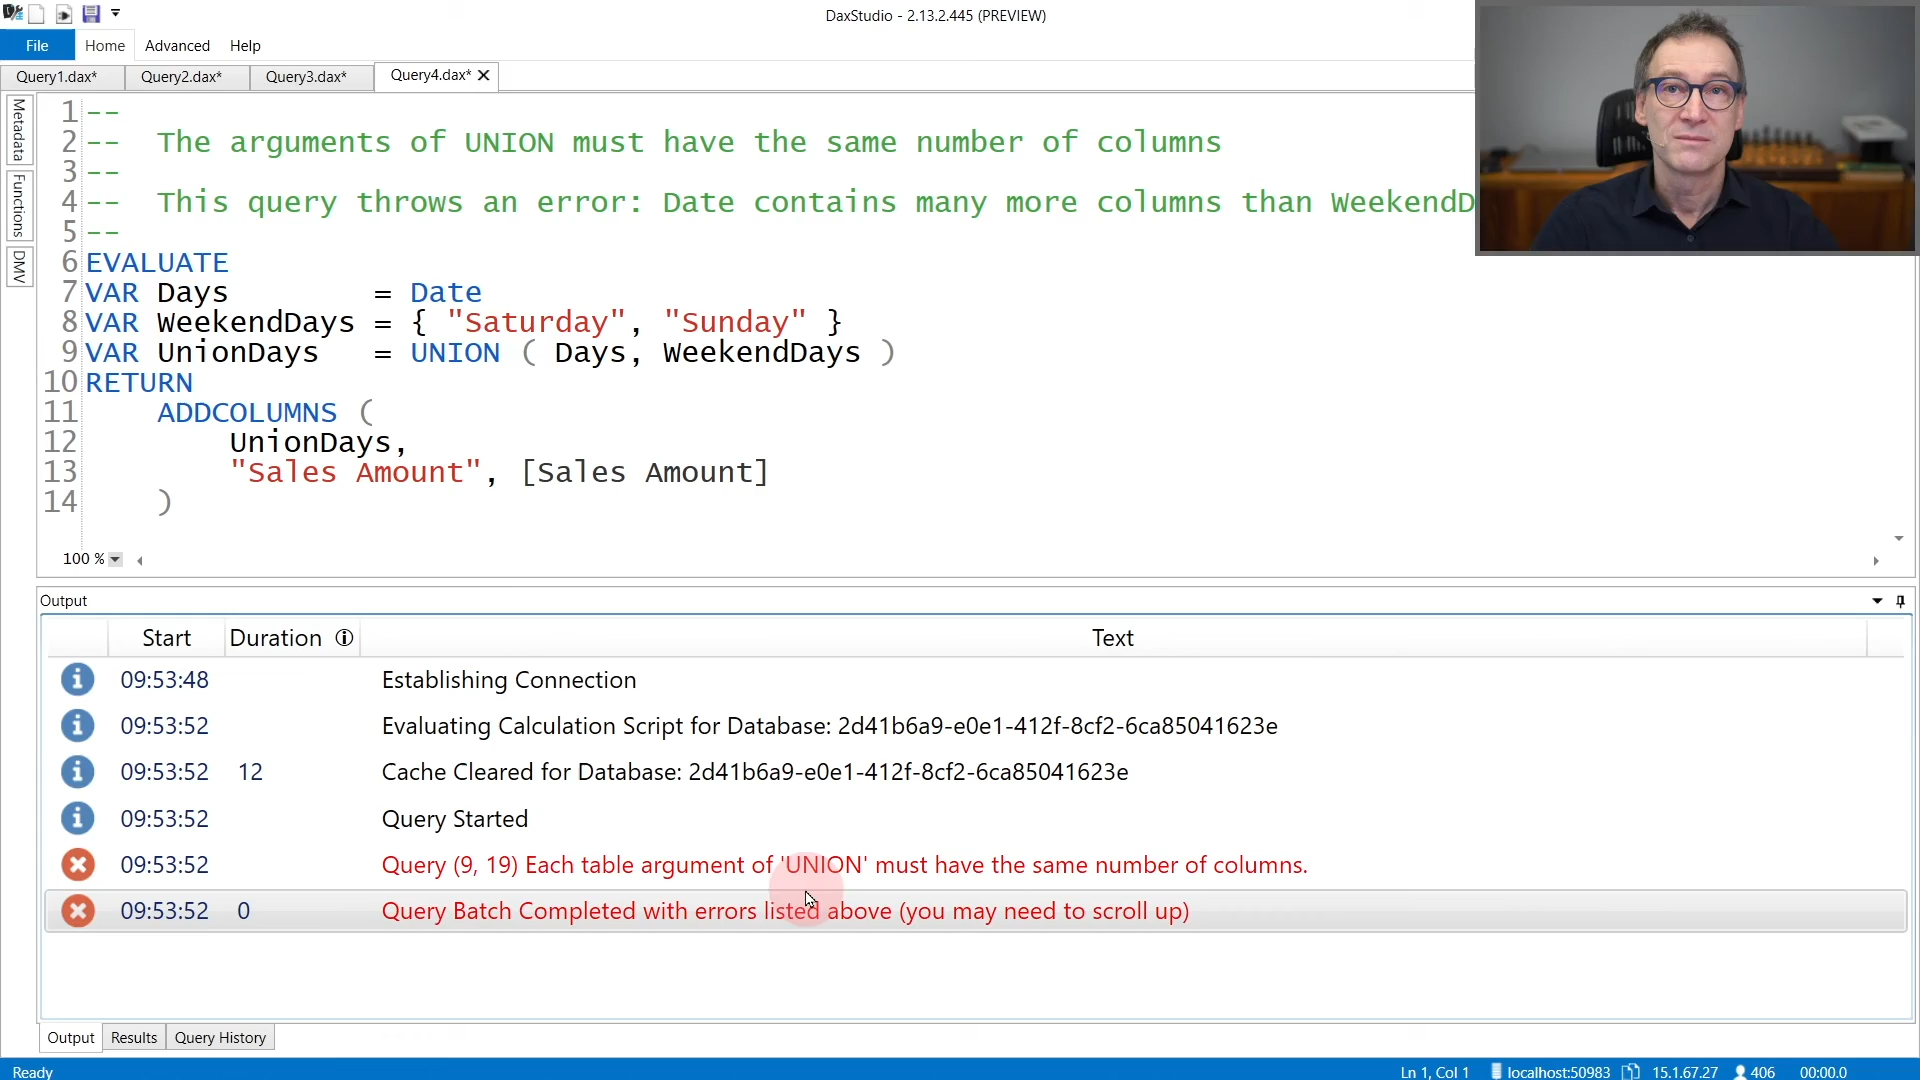 DaxStudio - 2.13.2.445 (PREVIEW)
File Home Advanced Help
Query1.dax* Query2.dax* Query3.dax* Query4.dax*
Metadata
Functions
DMV
1 --
2 -- The arguments of UNION must have the same number of columns
3 --
4 -- This query throws an error: Date contains many more columns than WeekendD
5 --
6 EVALUATE
7 VAR Days = Date
8 VAR WeekendDays = { "Saturday", "Sunday" }
9 VAR UnionDays = UNION ( Days, WeekendDays )
10 RETURN
11 ADDCOLUMNS (
12 UnionDays,
13 "Sales Amount", [Sales Amount]
14 )
100 %
Output
Start Duration Text
09:53:48 Establishing Connection
09:53:52 Evaluating Calculation Script for Database: 2d41b6a9-e0e1-412f-8cf2-6ca85041623e
09:53:52 12 Cache Cleared for Database: 2d41b6a9-e0e1-412f-8cf2-6ca85041623e
09:53:52 Query Started
09:53:52 Query (9, 19) Each table argument of 'UNION' must have the same number of columns.
09:53:52 0 Query Batch Completed with errors listed above (you may need to scroll up)
Output Results Query History
Ready Ln 1, Col 1 localhost:50983 15.1.67.27 406 00:00.0